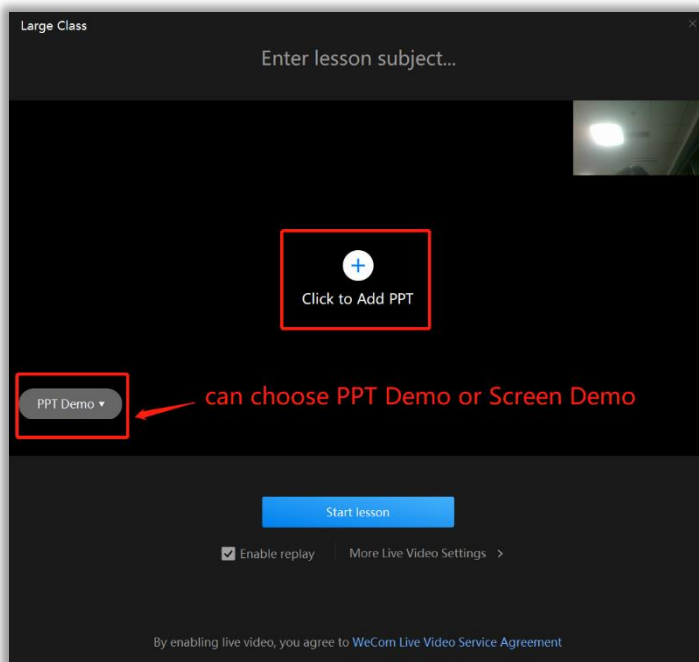 Large Class
Enter lesson subject...
Click to Add PPT
PPT Demo
can choose PPT Demo or Screen Demo
Start lesson
Enable replay
More Live Video Settings >
By enabling live video, you agree to WeCom Live Video Service Agreement